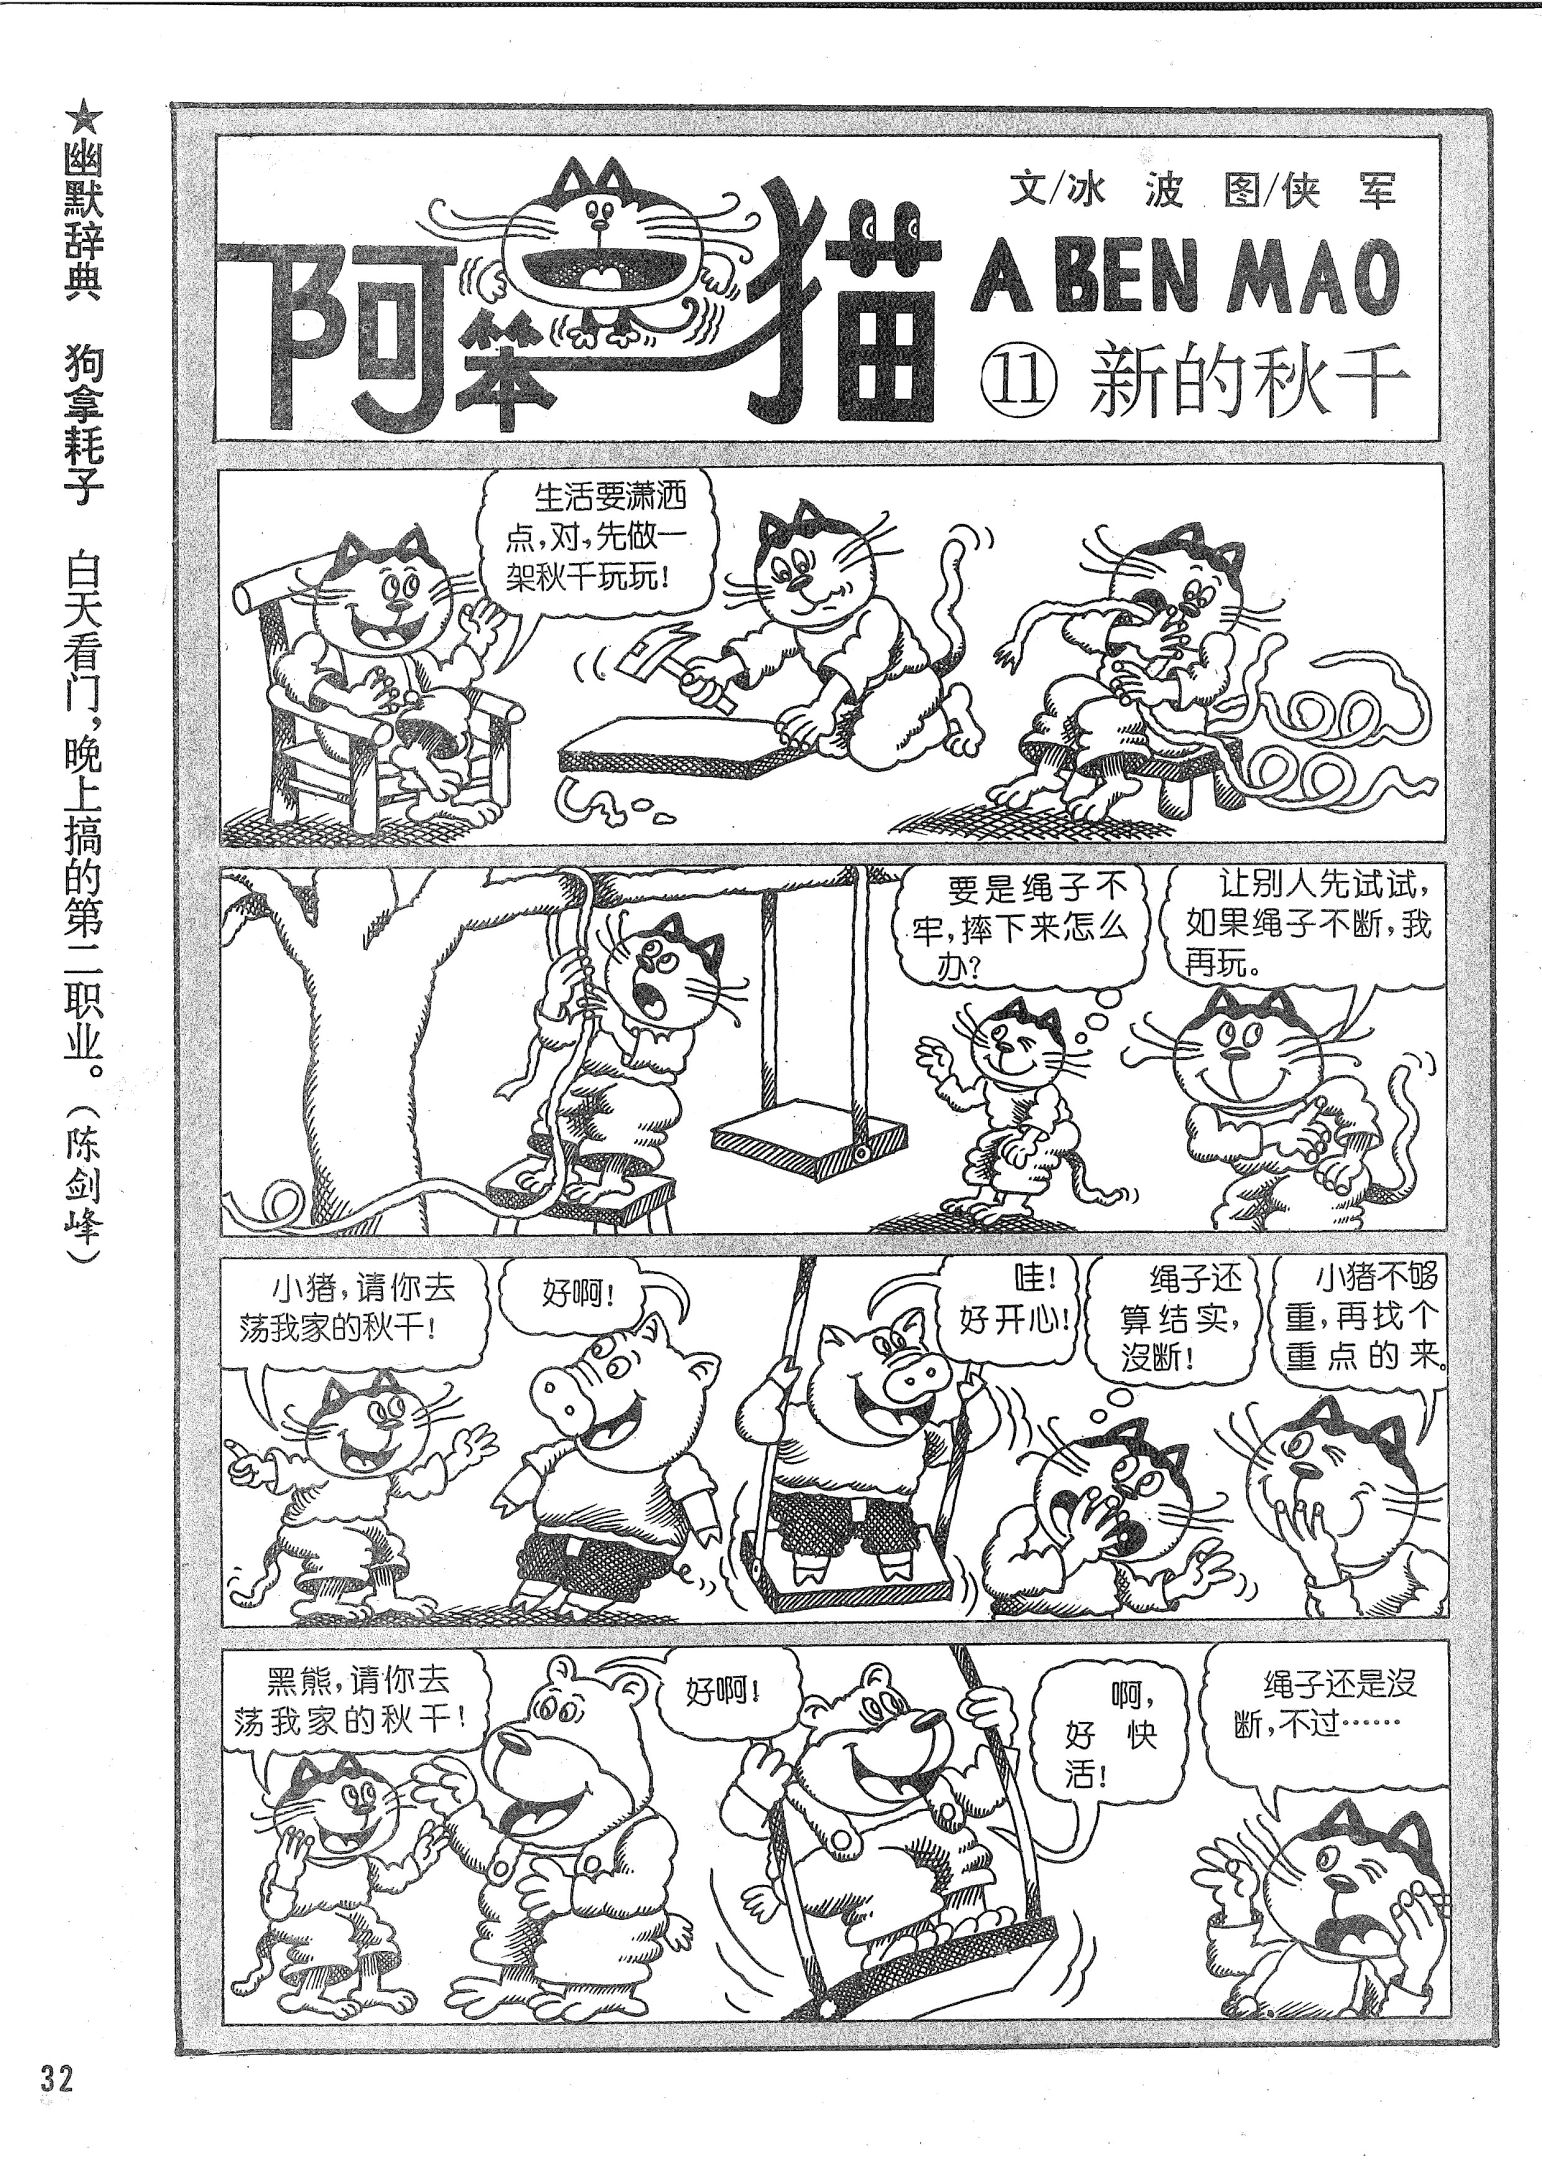 ★幽默辞典 狗拿耗子 白天看门，晚上搞的第二职业。（陈剑峰）
阿笨猫
文/冰 波 图/侠 军
A BEN MAO
⑪ 新的秋千
生活要潇洒
点，对，先做一
架秋千玩玩！
要是绳子不
牢，摔下来怎么
办？
让别人先试试，
如果绳子不断，我
再玩。
小猪，请你去
荡我家的秋千！
好啊！
哇！
好开心！
绳子还
算结实，
沒断！
小猪不够
重，再找个
重点的来。
黑熊，请你去
荡我家的秋千！
好啊！
啊，
好快
活！
绳子还是沒
断，不过……
32